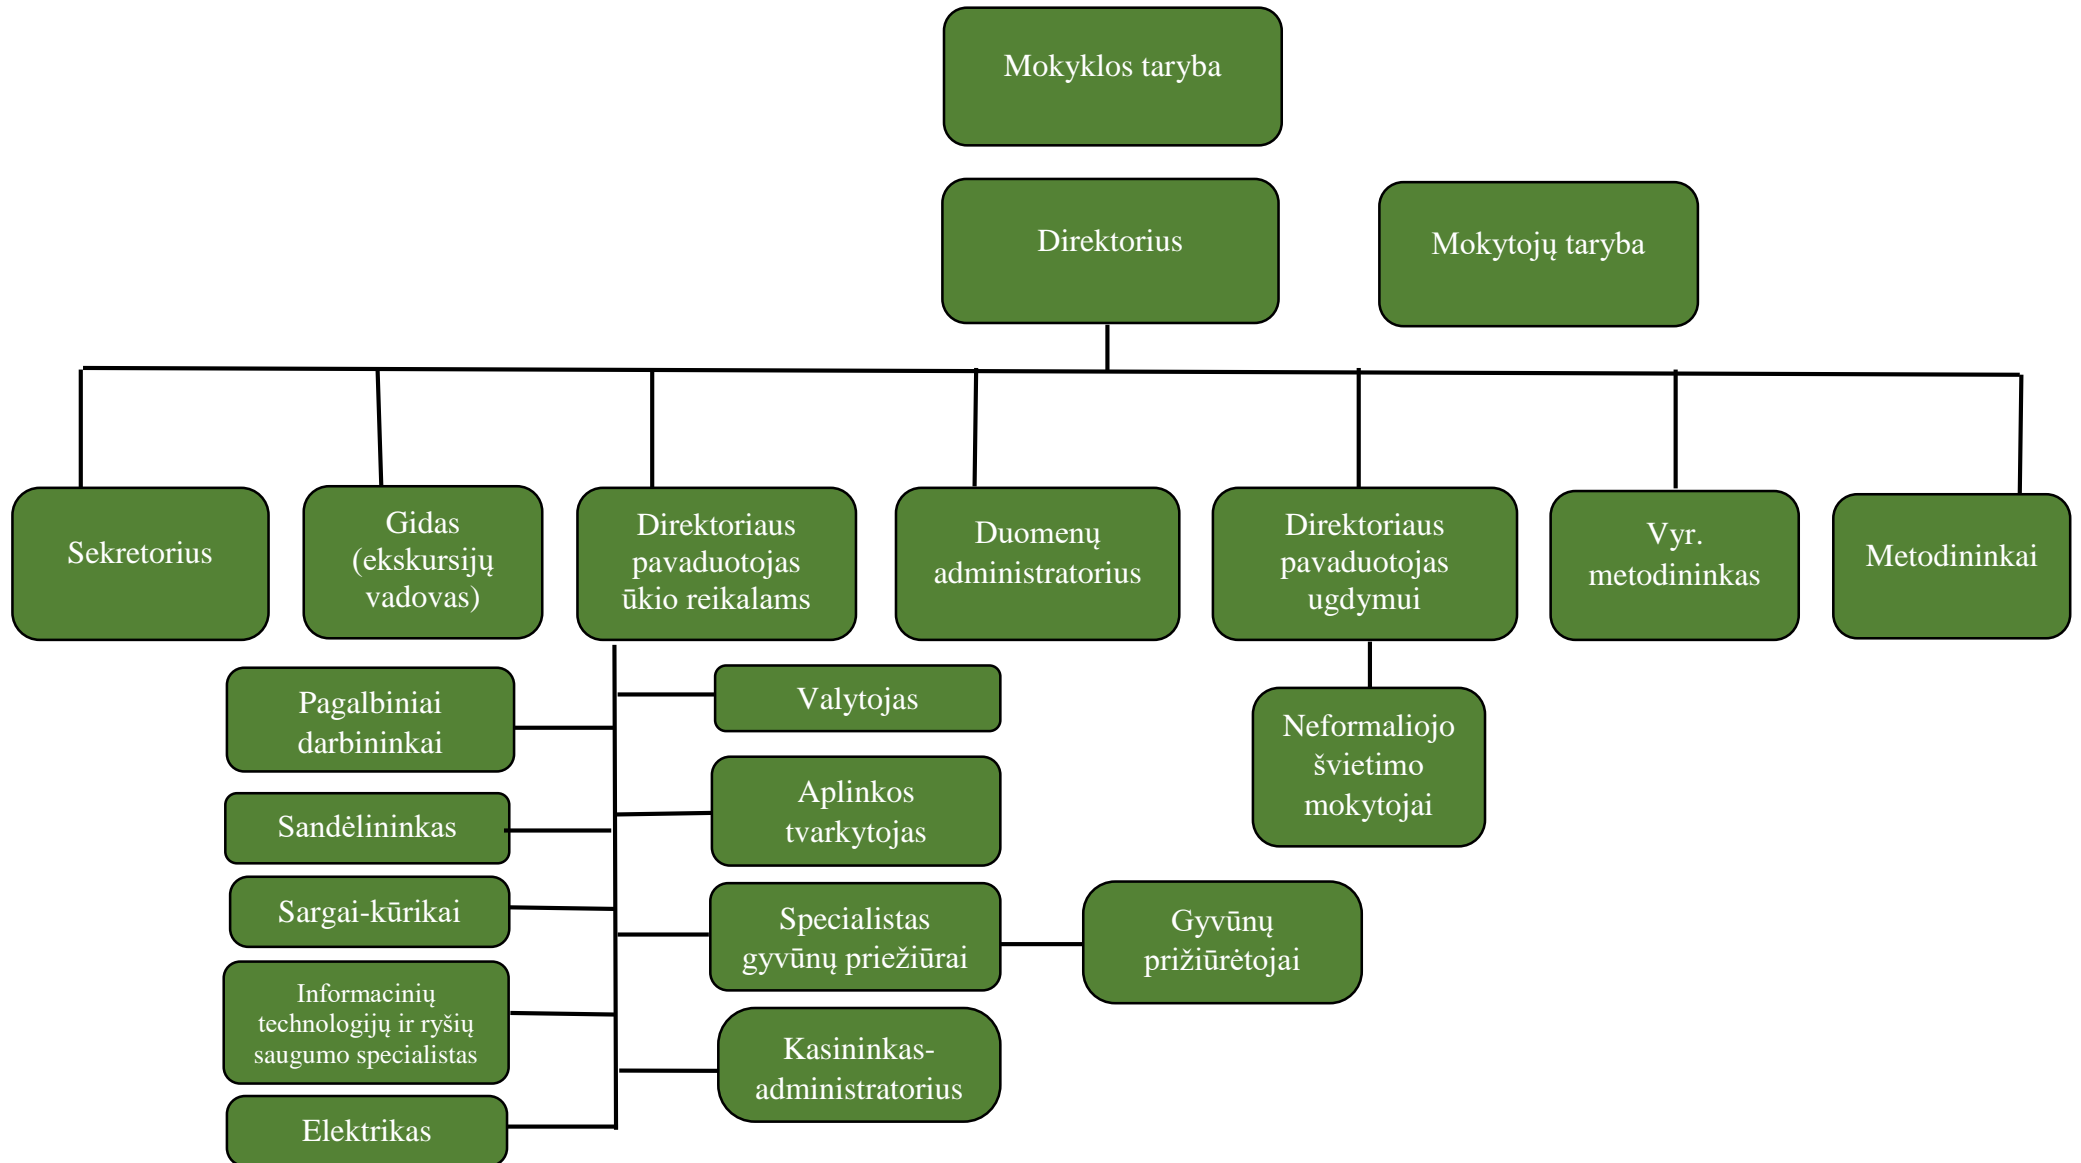 Mokyklos taryba
Direktorius
Mokytojų taryba
Sekretorius
Gidas
(ekskursijų
vadovas)
Direktoriaus
pavaduotojas
ūkio reikalams
Duomenų
administratorius
Direktoriaus
pavaduotojas
ugdymui
Vyr.
metodininkas
Metodininkai
Pagalbiniai
darbininkai
Valytojas
Neformaliojo
švietimo
mokytojai
Sandėlininkas
Aplinkos
tvarkytojas
Sargai-kūrikai
Specialistas
gyvūnų priežiūrai
Gyvūnų
prižiūrėtojai
Informacinių
technologijų ir ryšių
saugumo specialistas
Kasininkas-
administratorius
Elektrikas